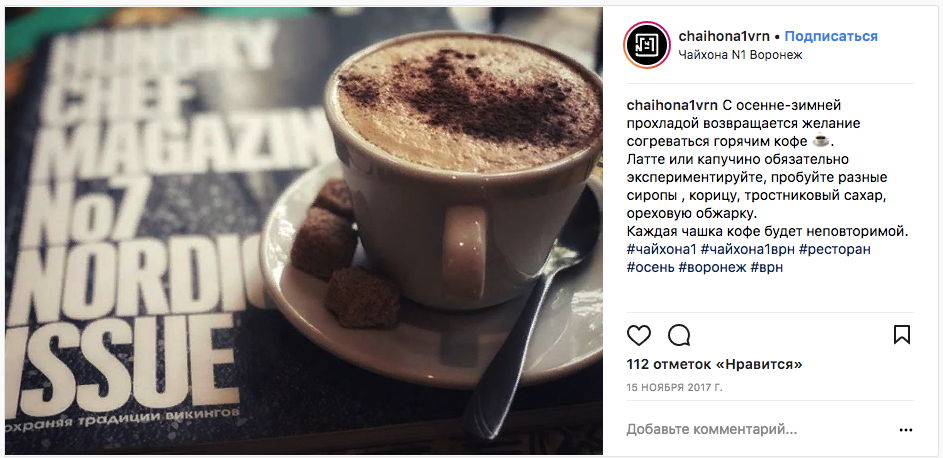 HUNGRY
CHEF
MAGAZIN
No7
NORDIC
ISSUE
охраняя традиции викингов
chaihona1vrn • Подписаться
Чайхона N1 Воронеж
chaihona1vrn С осенне-зимней
прохладой возвращается желание
согреваться горячим кофе ☕.
Латте или капучино обязательно
экспериментируйте, пробуйте разные
сиропы , корицу, тростниковый сахар,
ореховую обжарку.
Каждая чашка кофе будет неповторимой.
#чайхона1 #чайхона1врн #ресторан
#осень #воронеж #врн
112 отметок «Нравится»
15 НОЯБРЯ 2017 Г.
Добавьте комментарий...